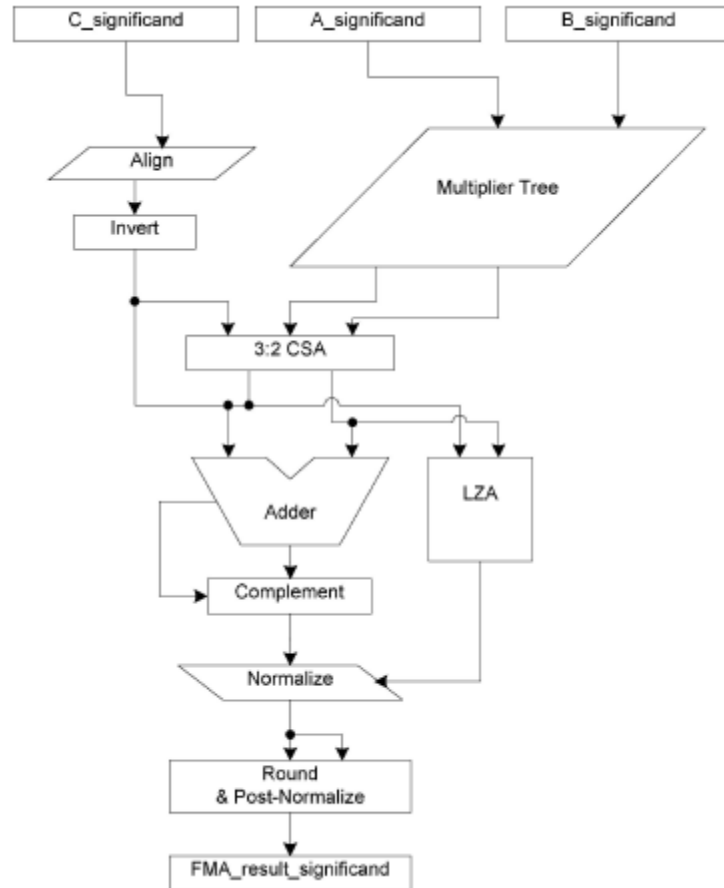 C_significand
A_significand
B_significand
Align
Multiplier Tree
Invert
3:2 CSA
LZA
Adder
Complement
Normalize
Round
& Post-Normalize
FMA_result_significand